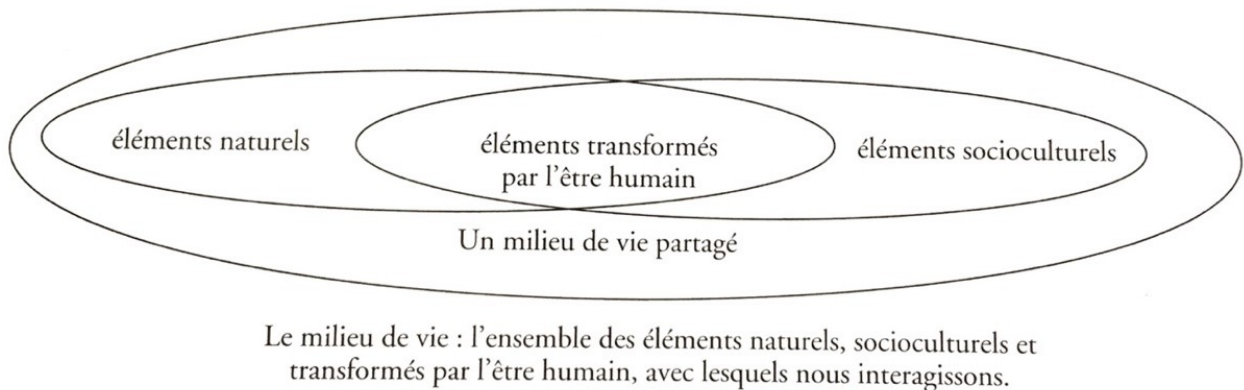 éléments naturels
éléments transformés
par l'être humain
éléments socioculturels
Un milieu de vie partagé
Le milieu de vie : l'ensemble des éléments naturels, socioculturels et
transformés par l'être humain, avec lesquels nous interagissons.